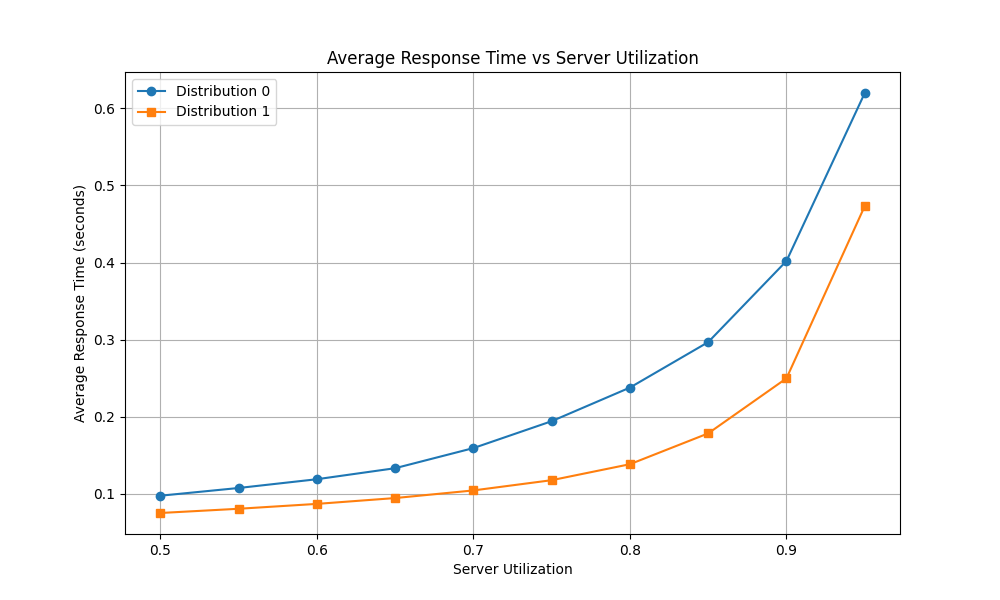 Average Response Time vs Server Utilization
Distribution 0
Distribution 1
Average Response Time (seconds)
0.6
0.5
0.4
0.3
0.2
0.1
0.5 0.6 0.7 0.8 0.9
Server Utilization